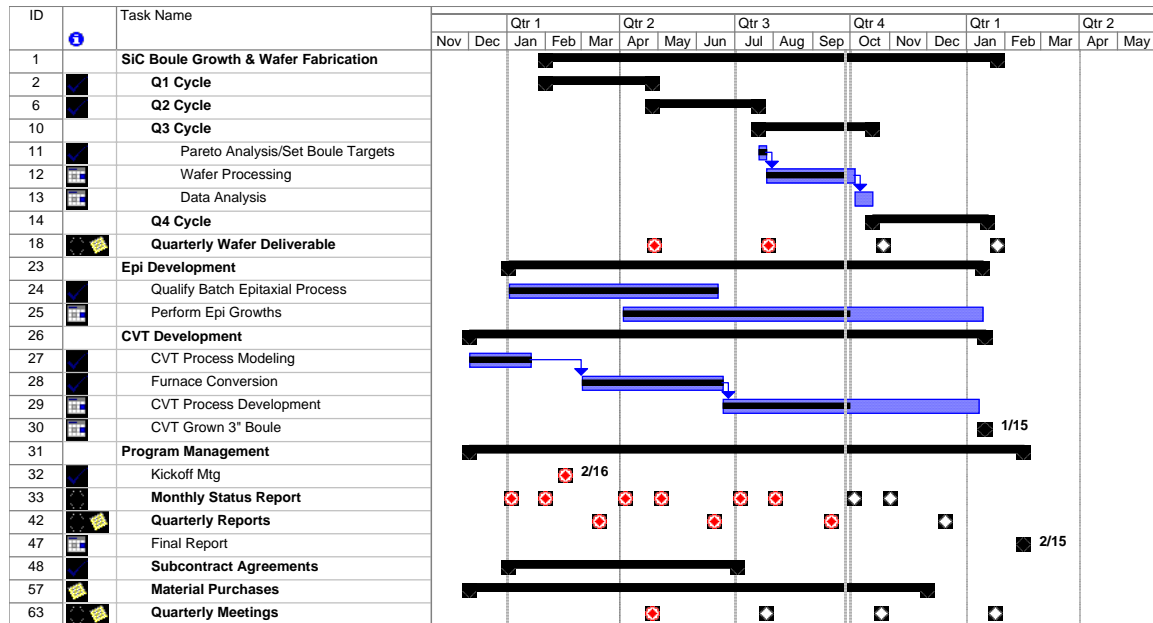 ID Task Name Qtr 1 Qtr 2 Qtr 3 Qtr 4 Qtr 1 Qtr 2
Nov Dec Jan Feb Mar Apr May Jun Jul Aug Sep Oct Nov Dec Jan Feb Mar Apr May
1 SiC Boule Growth & Wafer Fabrication
2 Q1 Cycle
6 Q2 Cycle
10 Q3 Cycle
11 Pareto Analysis/Set Boule Targets
12 Wafer Processing
13 Data Analysis
14 Q4 Cycle
18 Quarterly Wafer Deliverable
23 Epi Development
24 Qualify Batch Epitaxial Process
25 Perform Epi Growths
26 CVT Development
27 CVT Process Modeling
28 Furnace Conversion
29 CVT Process Development
30 CVT Grown 3" Boule 1/15
31 Program Management
32 Kickoff Mtg 2/16
33 Monthly Status Report
42 Quarterly Reports
47 Final Report 2/15
48 Subcontract Agreements
57 Material Purchases
63 Quarterly Meetings